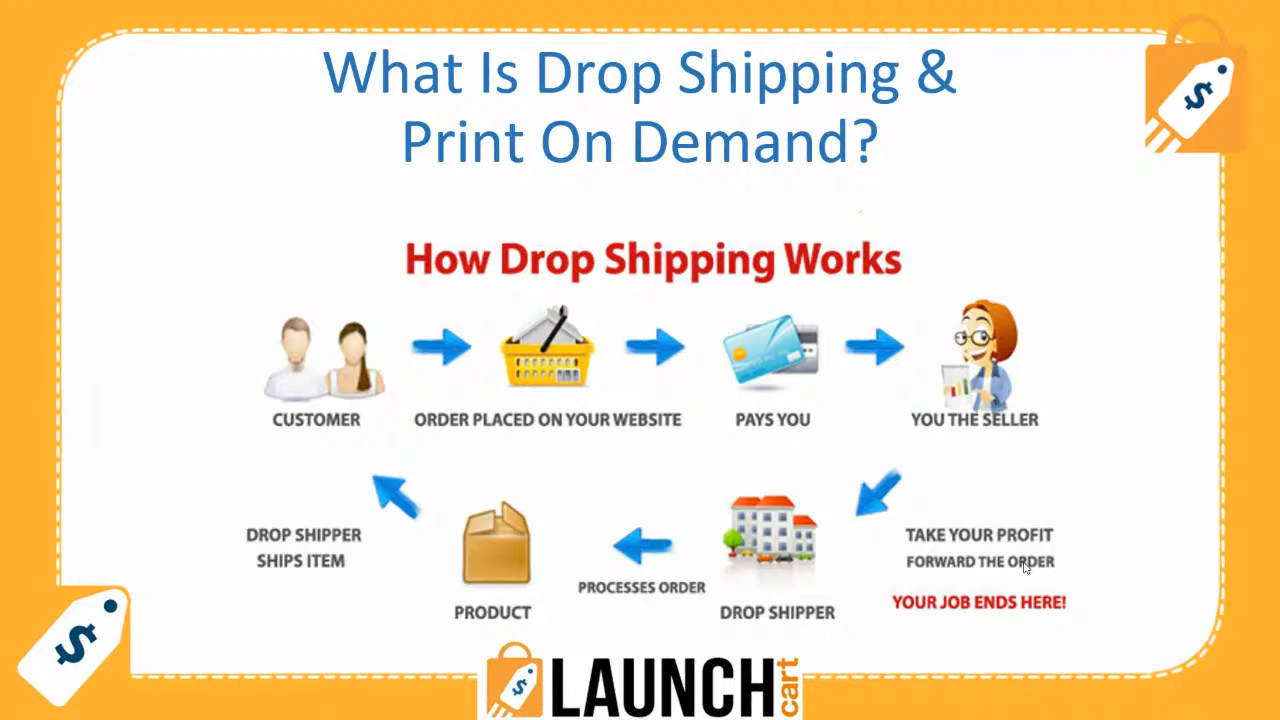 What Is Drop Shipping &
Print On Demand?
How Drop Shipping Works
CUSTOMER
ORDER PLACED ON YOUR WEBSITE
PAYS YOU
YOU THE SELLER
TAKE YOUR PROFIT
FORWARD THE ORDER
YOUR JOB ENDS HERE!
DROP SHIPPER
PROCESSES ORDER
PRODUCT
DROP SHIPPER
SHIPS ITEM
$
$
$
LAUNCH cart